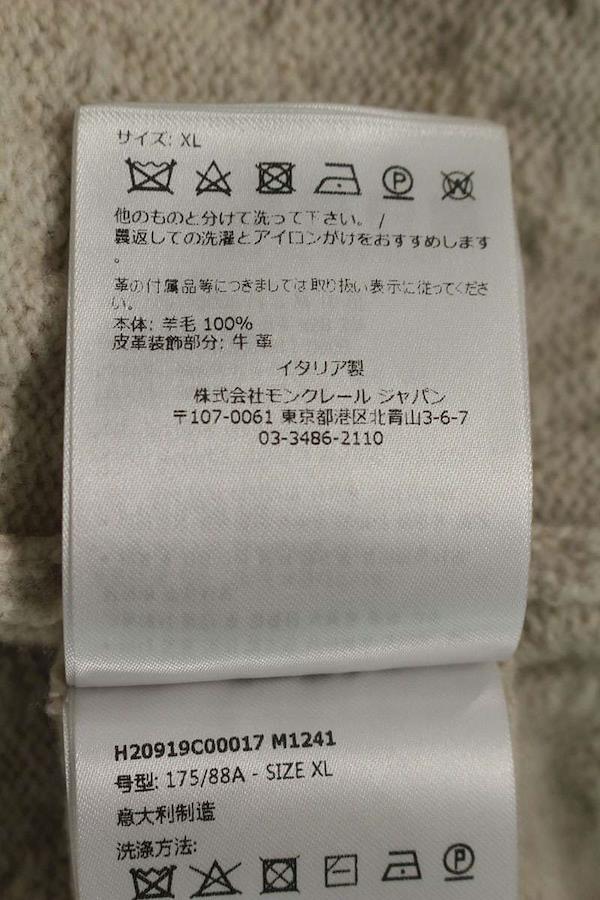 サイズ: XL
P
W
他のものと分けて洗って下さい。 /
裏返しての洗濯とアイロンがけをおすすめします
。
革の付属品等につきましては取り扱い表示に従ってくださ
い。
本体: 羊毛 100%
皮革装飾部分: 牛 革
イタリア製
株式会社モンクレール ジャパン
〒107-0061 東京都港区北青山3-6-7
03-3486-2110
H20919C00017 M1241
号型: 175/88A - SIZE XL
意大利制造
洗涤方法:
P